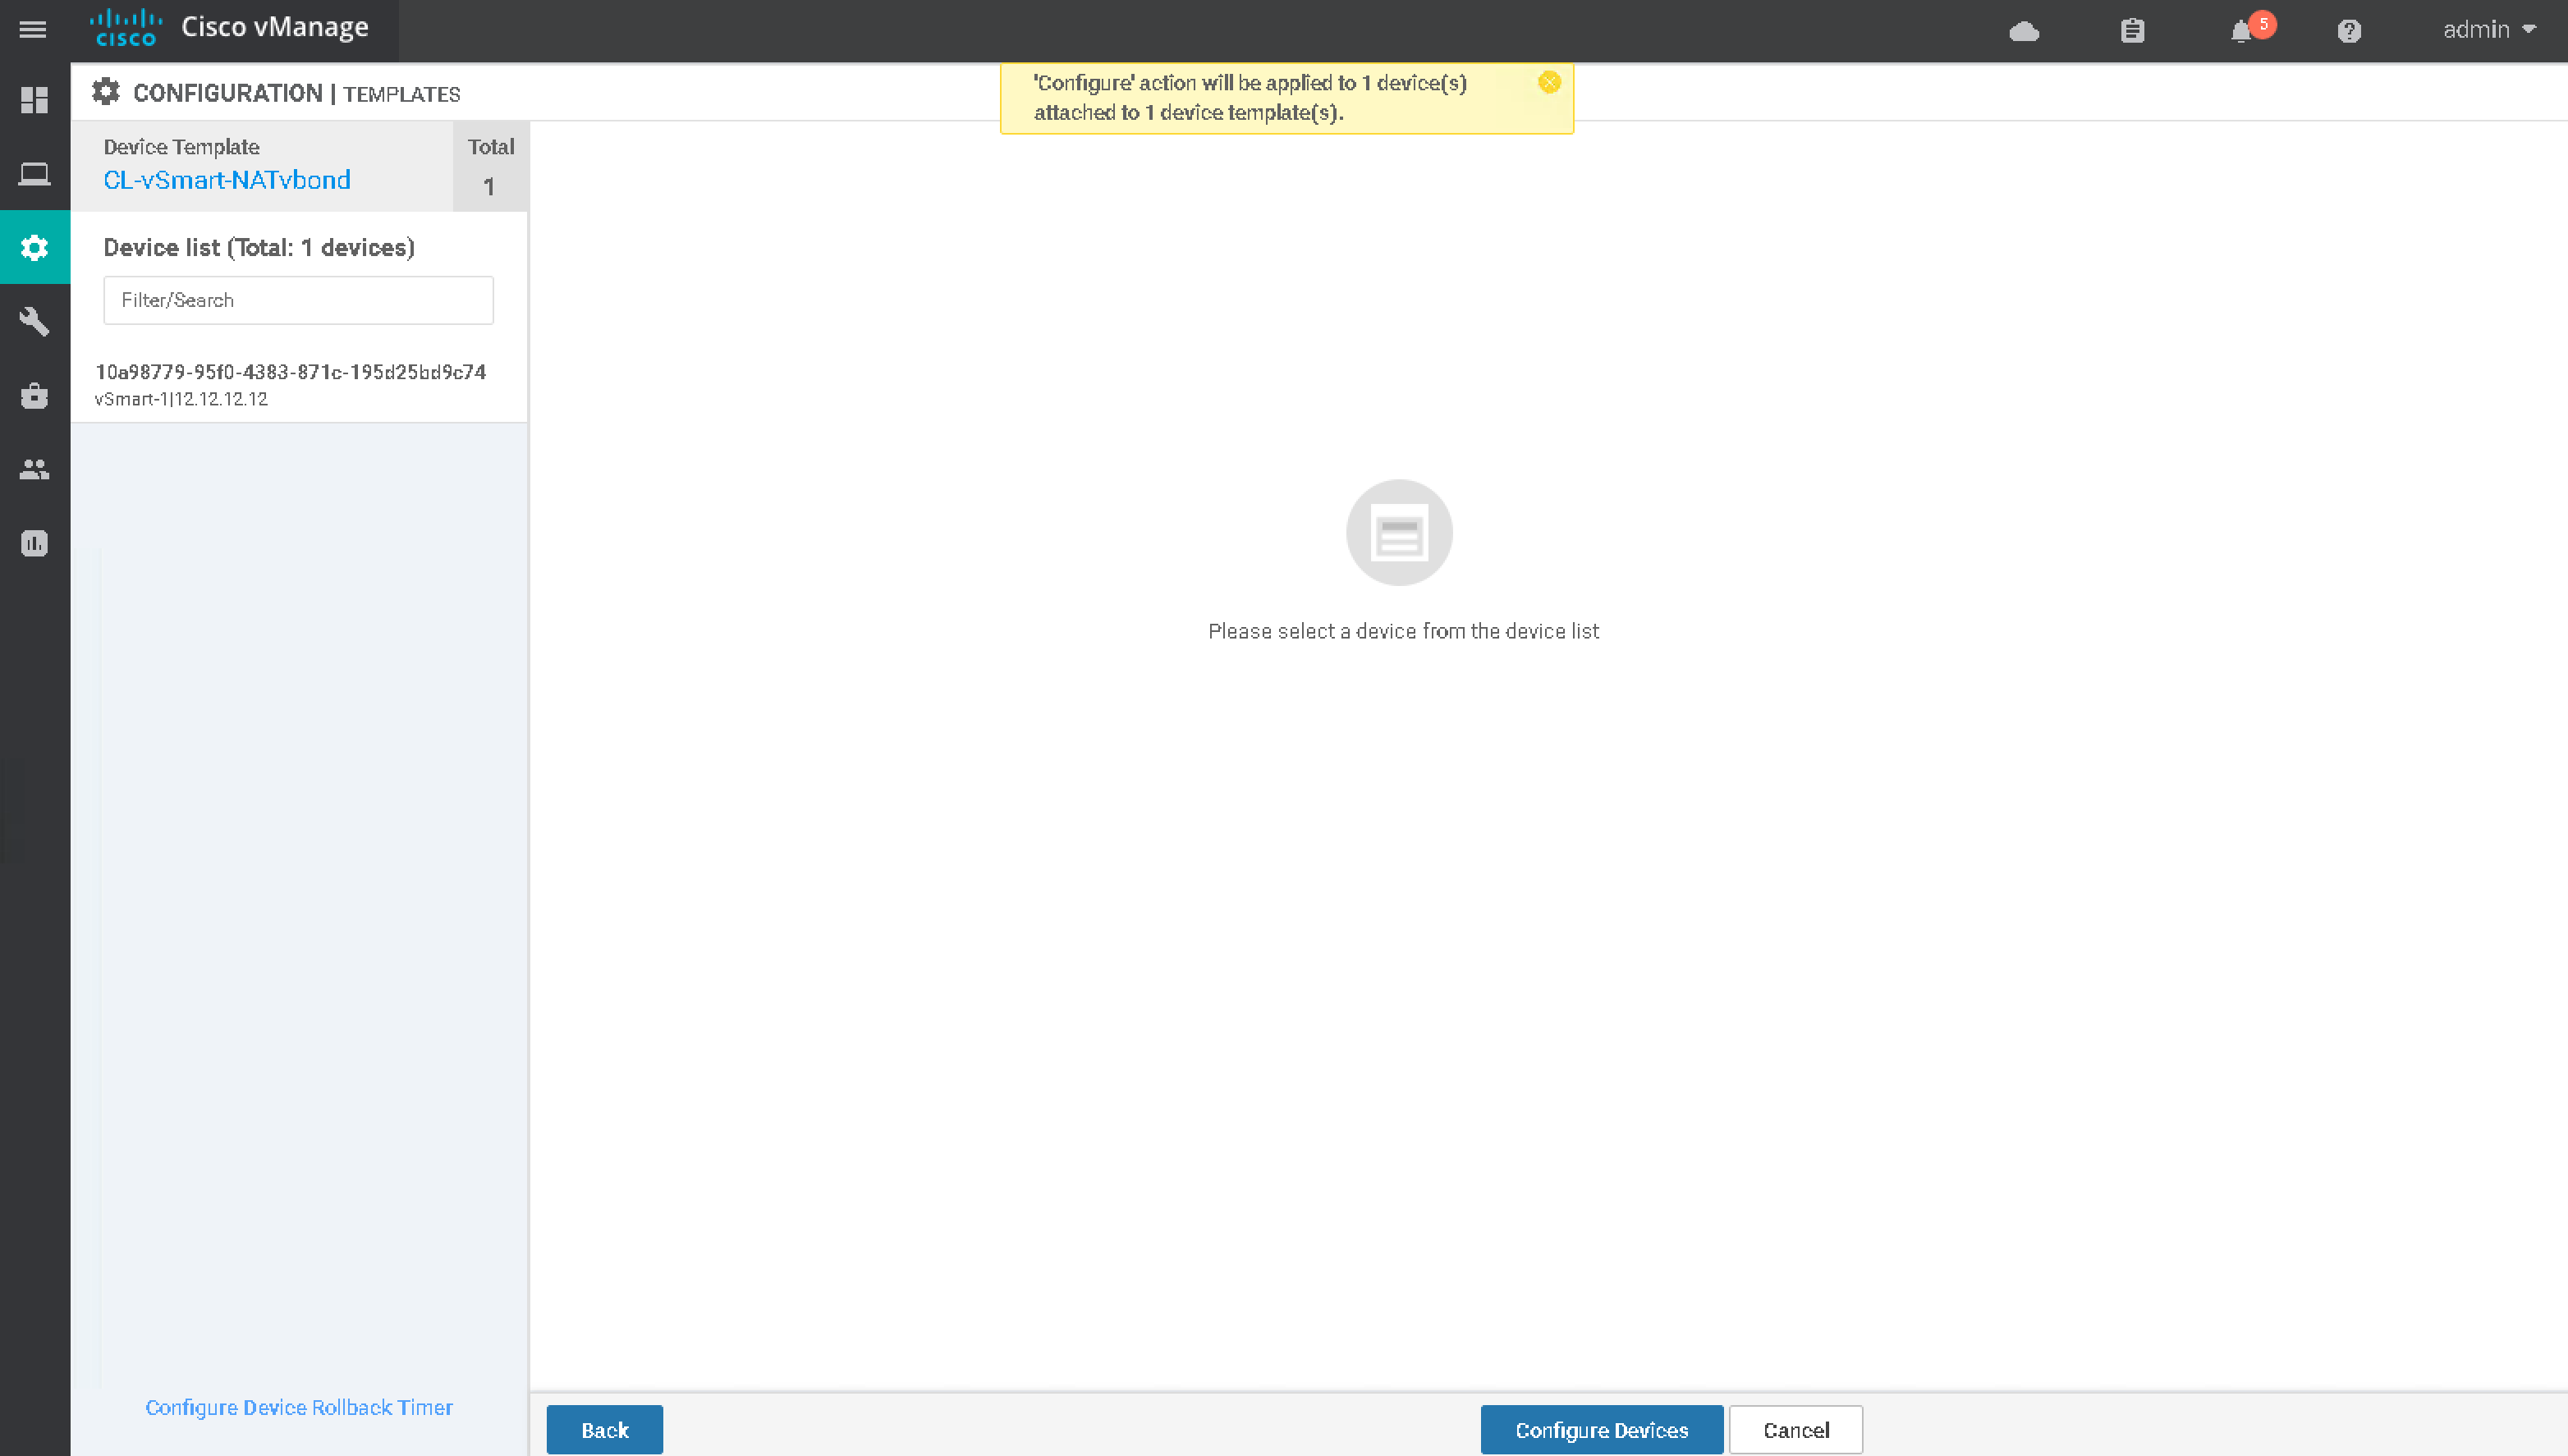 CISCO Cisco vManage
5
admin
CONFIGURATION | TEMPLATES
'Configure' action will be applied to 1 device(s)
attached to 1 device template(s).
Device Template
CL-vSmart-NATvbond
Total
1
Device list (Total: 1 devices)
Filter/Search
10a98779-95f0-4383-871c-195d25bd9c74
vSmart-1|12.12.12.12
Please select a device from the device list
Configure Device Rollback Timer
Back
Configure Devices
Cancel